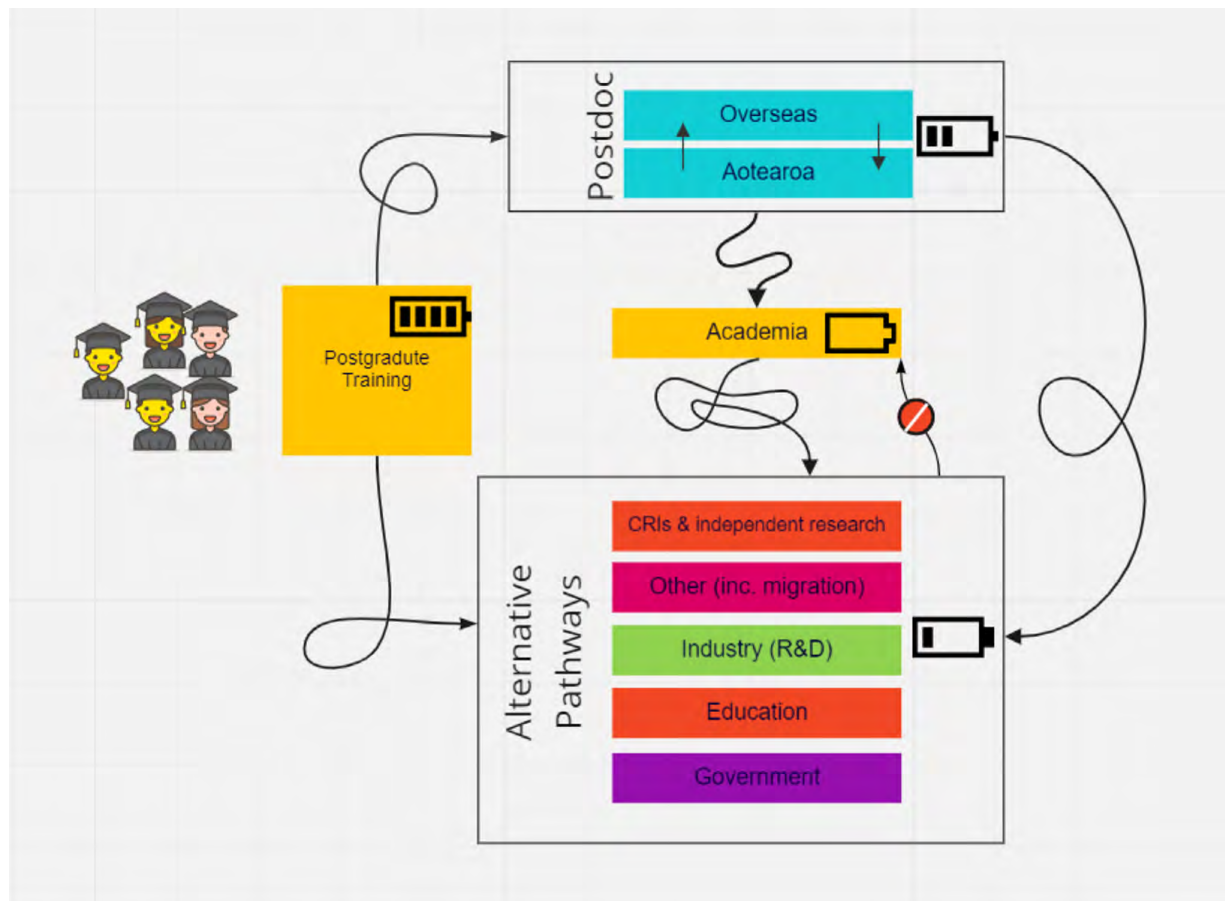 Postdoc
Overseas
Aotearoa
Postgradute
Training
Academia
Alternative
Pathways
CRIs & independent research
Other (inc. migration)
Industry (R&D)
Education
Government